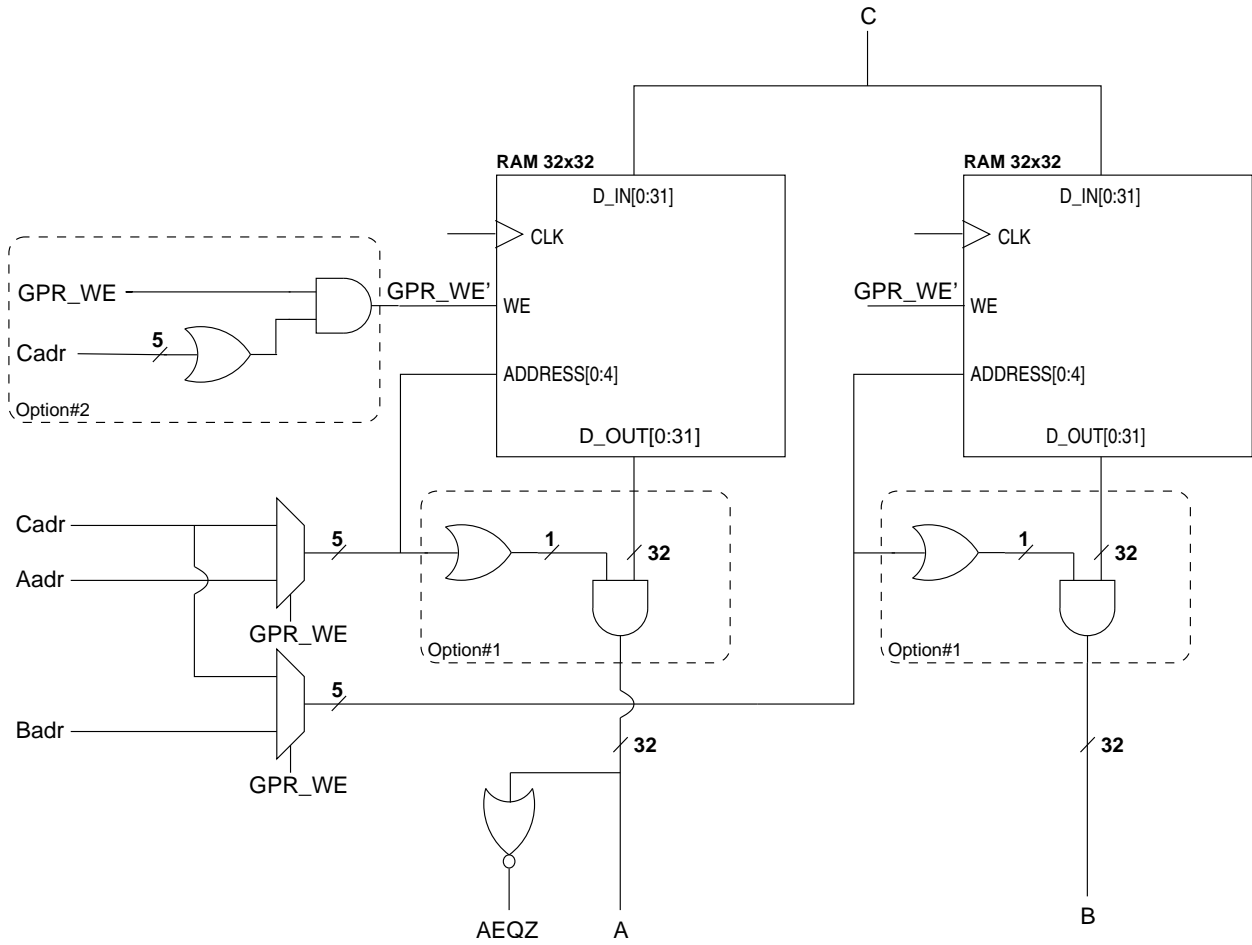 C
RAM 32x32
RAM 32x32
D_IN[0:31]
D_IN[0:31]
CLK
CLK
GPR_WE
GPR_WE'
WE
GPR_WE'
WE
Cadr
5
ADDRESS[0:4]
ADDRESS[0:4]
Option#2
D_OUT[0:31]
D_OUT[0:31]
Cadr
5
1
32
1
32
Aadr
GPR_WE
Option#1
Option#1
5
Badr
32
32
GPR_WE
AEQZ
A
B